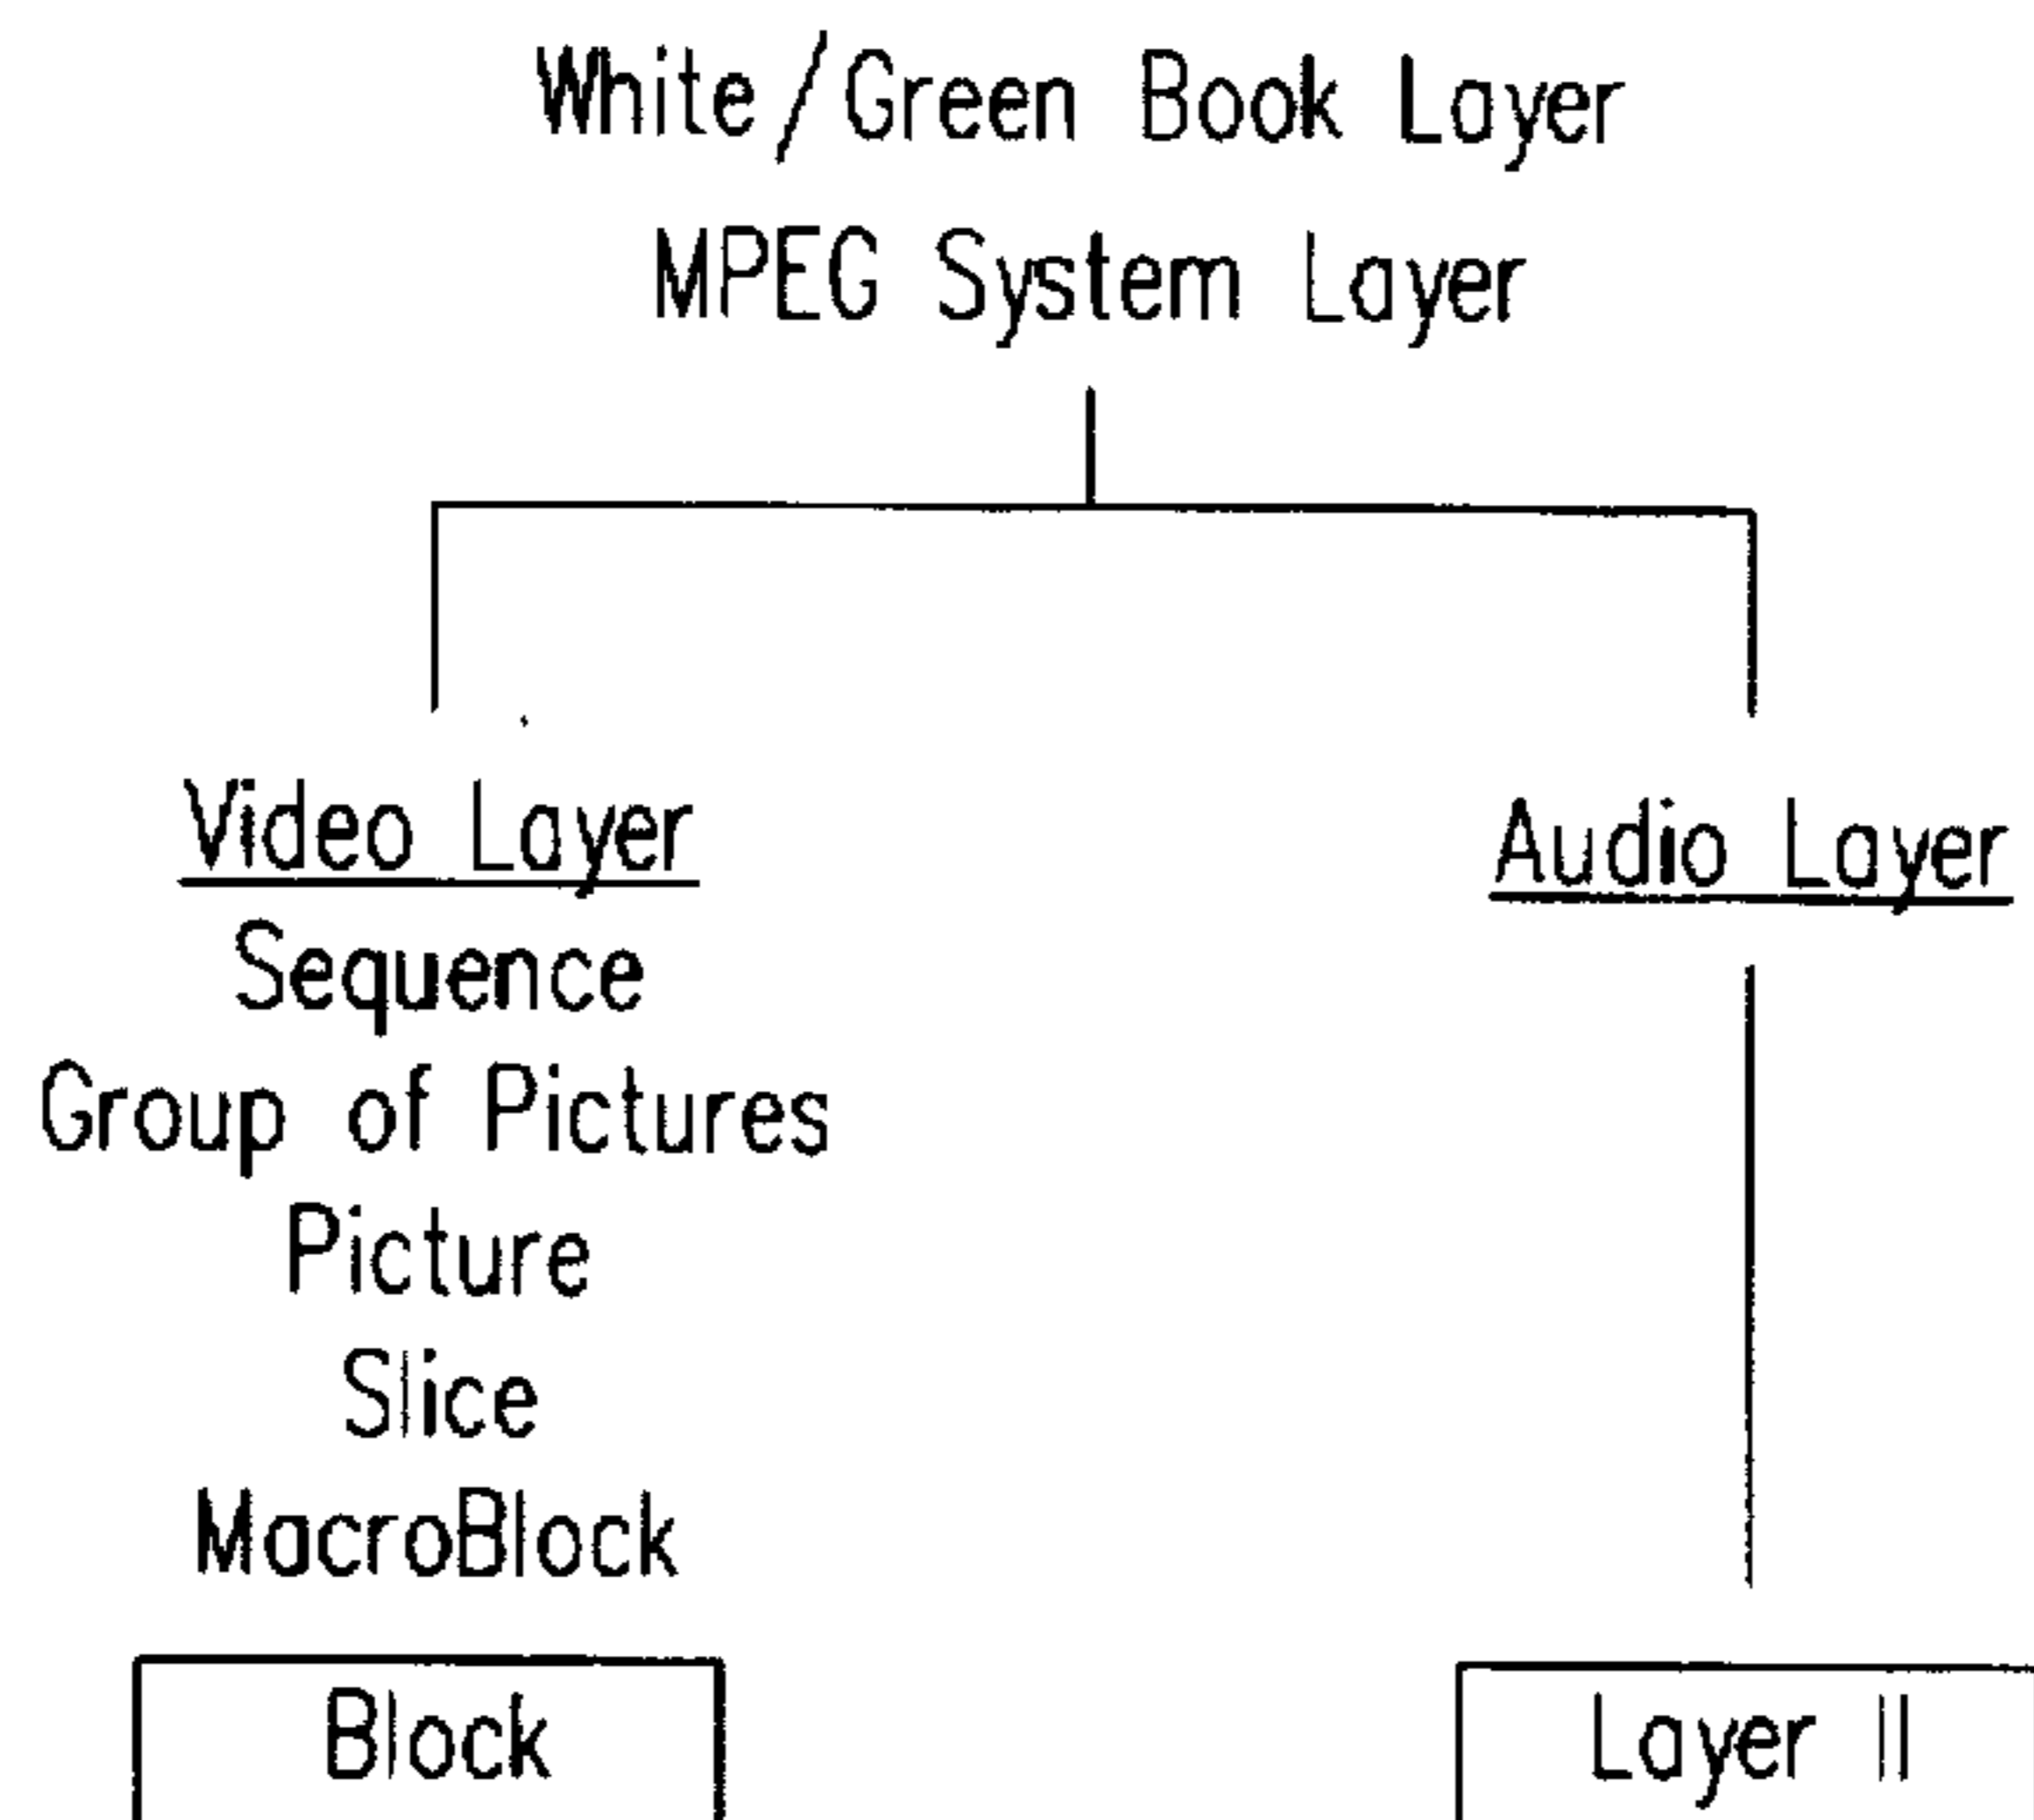 White/Green Book Layer
MPEG System Layer
Video Layer
Sequence
Group of Pictures
Picture
Slice
MacroBlock
Block
Audio Layer
Layer II